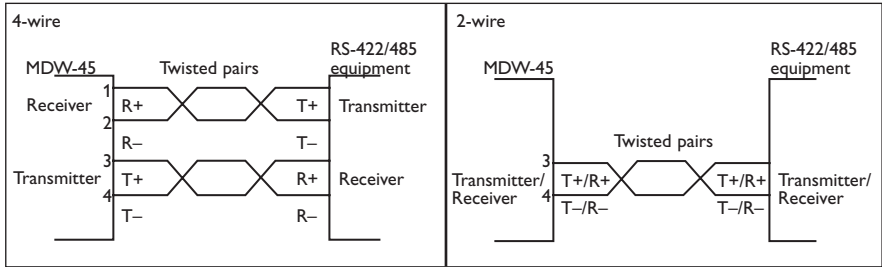 4-wire
RS-422/485
MDW-45 Twisted pairs equipment
1
Receiver R+ T+ Transmitter
2
R– T–
3
Transmitter T+ R+ Receiver
4
T– R–
2-wire
RS-422/485
MDW-45 equipment
Twisted pairs
3
Transmitter/ T+/R+ T+/R+ Transmitter/
Receiver 4 T–/R– T–/R– Receiver